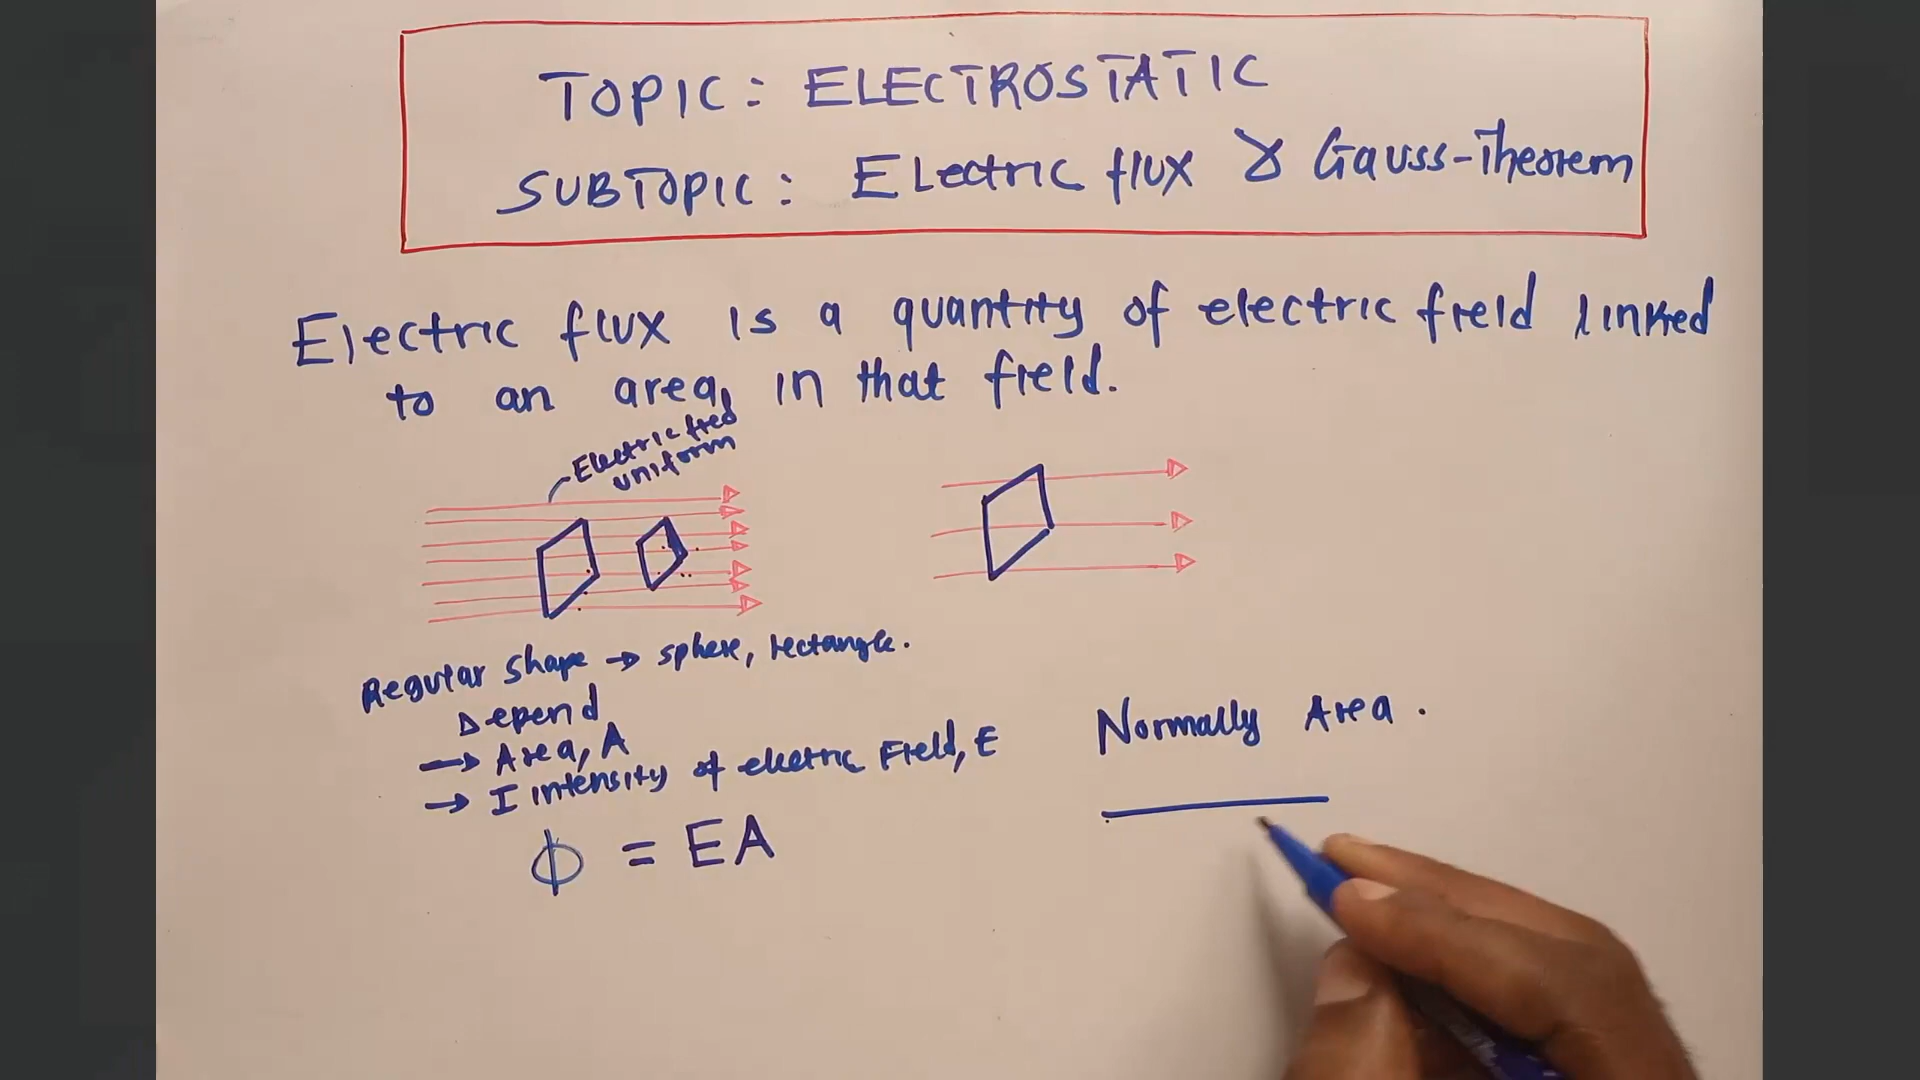 TOPIC: ELECTROSTATIC
SUBTOPIC: Electric flux & Gauss-Theorem
Electric flux is a quantity of electric field linked
to an area, in that field.
Electric fied
uniform
Regular shape → sphere, rectangle.
Depend
→ Area, A
→ I intensity of electric Field, E
Φ = EA
Normally Area.